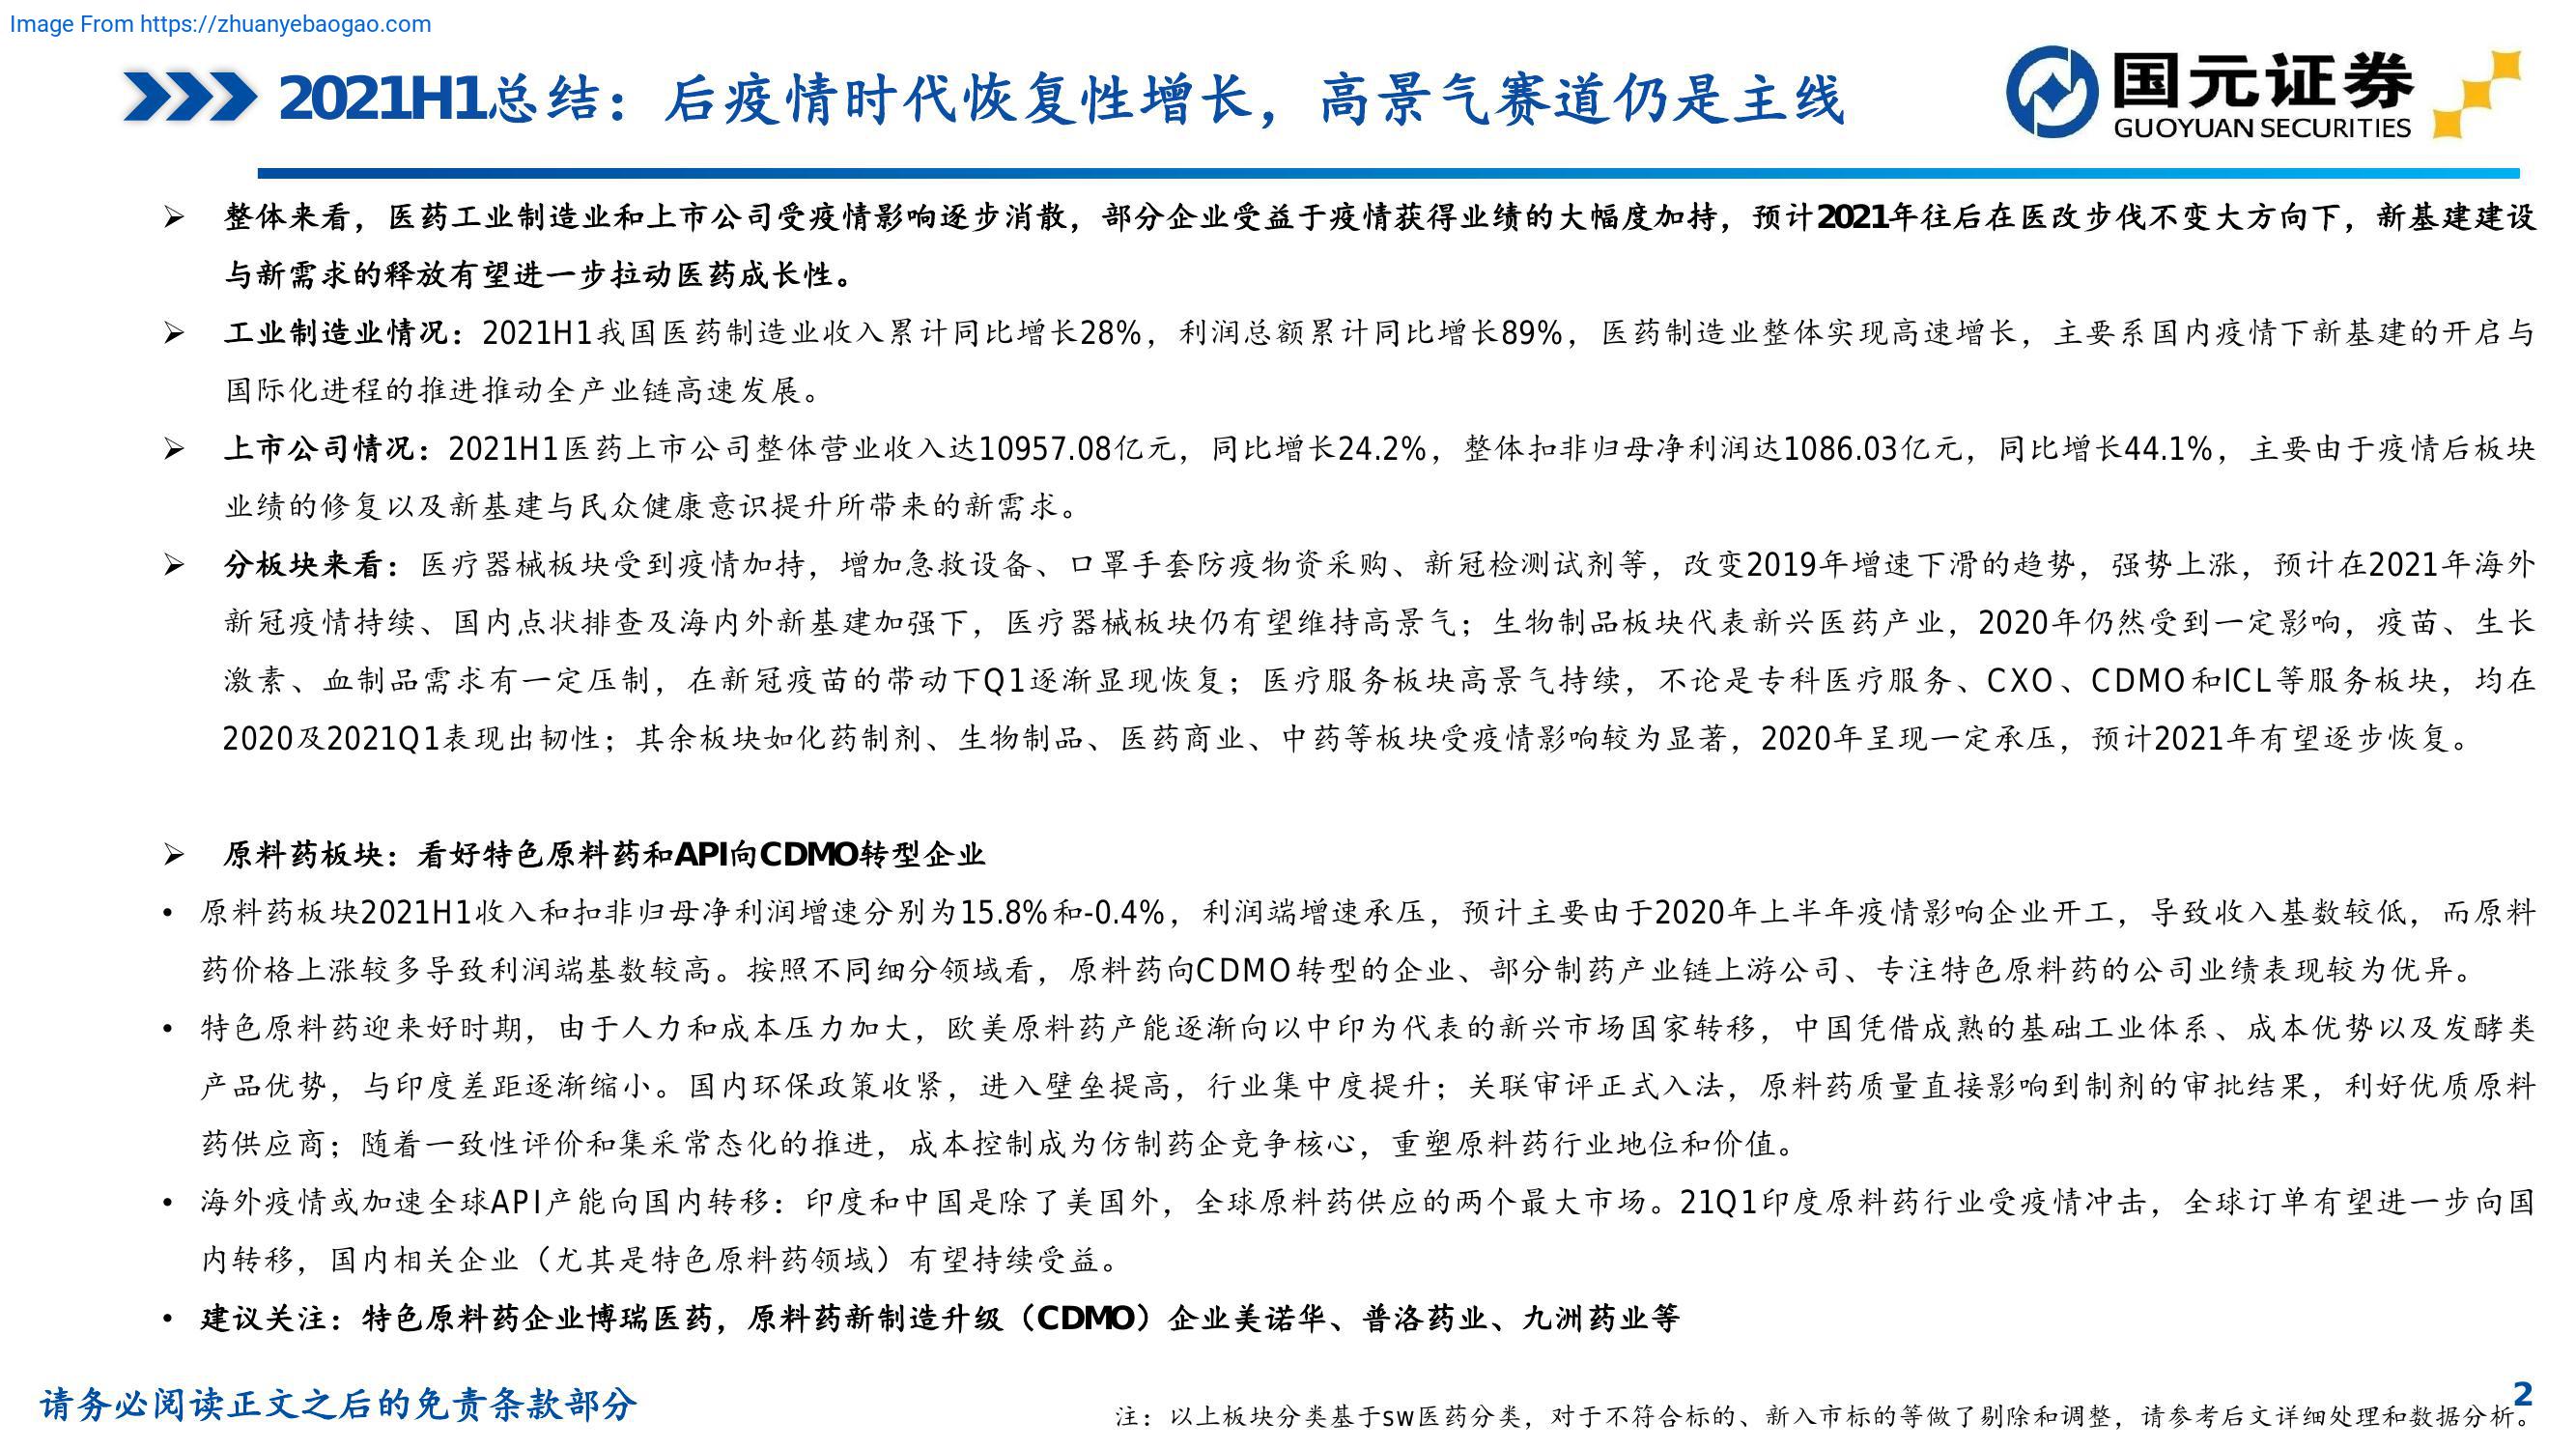 Image From https://zhuanyebaogao.com
2021H1总结：后疫情时代恢复性增长，高景气赛道仍是主线
国元证券
GUOYUAN SECURITIES
➢ 整体来看，医药工业制造业和上市公司受疫情影响逐步消散，部分企业受益于疫情获得业绩的大幅度加持，预计2021年往后在医改步伐不变大方向下，新基建建设
与新需求的释放有望进一步拉动医药成长性。
➢ 工业制造业情况：2021H1我国医药制造业收入累计同比增长28%，利润总额累计同比增长89%，医药制造业整体实现高速增长，主要系国内疫情下新基建的开启与
国际化进程的推进推动全产业链高速发展。
➢ 上市公司情况：2021H1医药上市公司整体营业收入达10957.08亿元，同比增长24.2%，整体扣非归母净利润达1086.03亿元，同比增长44.1%，主要由于疫情后板块
业绩的修复以及新基建与民众健康意识提升所带来的新需求。
➢ 分板块来看：医疗器械板块受到疫情加持，增加急救设备、口罩手套防疫物资采购、新冠检测试剂等，改变2019年增速下滑的趋势，强势上涨，预计在2021年海外
新冠疫情持续、国内点状排查及海内外新基建加强下，医疗器械板块仍有望维持高景气；生物制品板块代表新兴医药产业，2020年仍然受到一定影响，疫苗、生长
激素、血制品需求有一定压制，在新冠疫苗的带动下Q1逐渐显现恢复；医疗服务板块高景气持续，不论是专科医疗服务、CXO、CDMO和ICL等服务板块，均在
2020及2021Q1表现出韧性；其余板块如化药制剂、生物制品、医药商业、中药等板块受疫情影响较为显著，2020年呈现一定承压，预计2021年有望逐步恢复。
➢ 原料药板块：看好特色原料药和API向CDMO转型企业
• 原料药板块2021H1收入和扣非归母净利润增速分别为15.8%和-0.4%，利润端增速承压，预计主要由于2020年上半年疫情影响企业开工，导致收入基数较低，而原料
药价格上涨较多导致利润端基数较高。按照不同细分领域看，原料药向CDMO转型的企业、部分制药产业链上游公司、专注特色原料药的公司业绩表现较为优异。
• 特色原料药迎来好时期，由于人力和成本压力加大，欧美原料药产能逐渐向以中印为代表的新兴市场国家转移，中国凭借成熟的基础工业体系、成本优势以及发酵类
产品优势，与印度差距逐渐缩小。国内环保政策收紧，进入壁垒提高，行业集中度提升；关联审评正式入法，原料药质量直接影响到制剂的审批结果，利好优质原料
药供应商；随着一致性评价和集采常态化的推进，成本控制成为仿制药企竞争核心，重塑原料药行业地位和价值。
• 海外疫情或加速全球API产能向国内转移：印度和中国是除了美国外，全球原料药供应的两个最大市场。21Q1印度原料药行业受疫情冲击，全球订单有望进一步向国
内转移，国内相关企业（尤其是特色原料药领域）有望持续受益。
• 建议关注：特色原料药企业博瑞医药，原料药新制造升级（CDMO）企业美诺华、普洛药业、九洲药业等
请务必阅读正文之后的免责条款部分
注：以上板块分类基于sw医药分类，对于不符合标的、新入市标的等做了剔除和调整，请参考后文详细处理和数据分析。
2